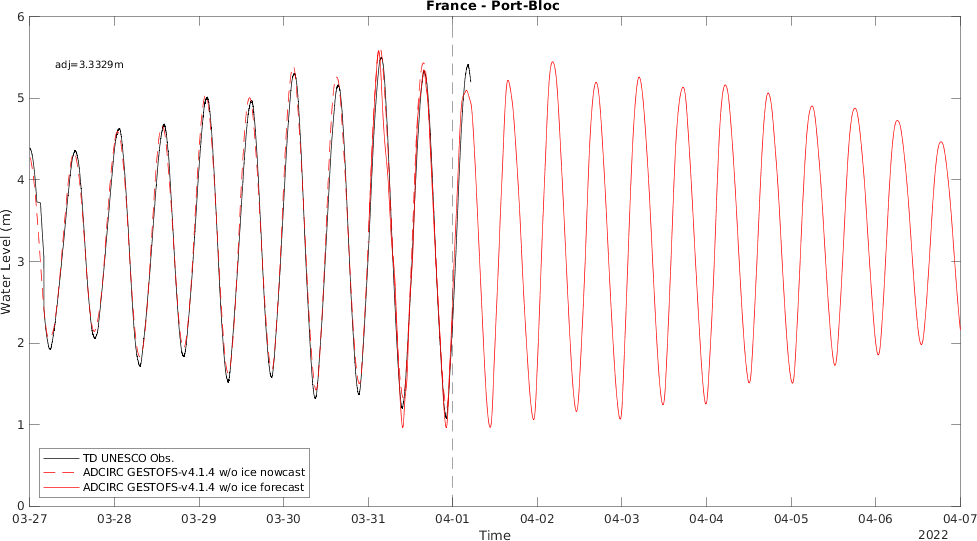 France - Port-Bloc
6
adj=3.3329m
5
4
3
2
1
0
Water Level (m)
TD UNESCO Obs.
ADCIRC GESTOFS-v4.1.4 w/o ice nowcast
ADCIRC GESTOFS-v4.1.4 w/o ice forecast
03-27 03-28 03-29 03-30 03-31 04-01 04-02 04-03 04-04 04-05 04-06 04-07
Time
2022